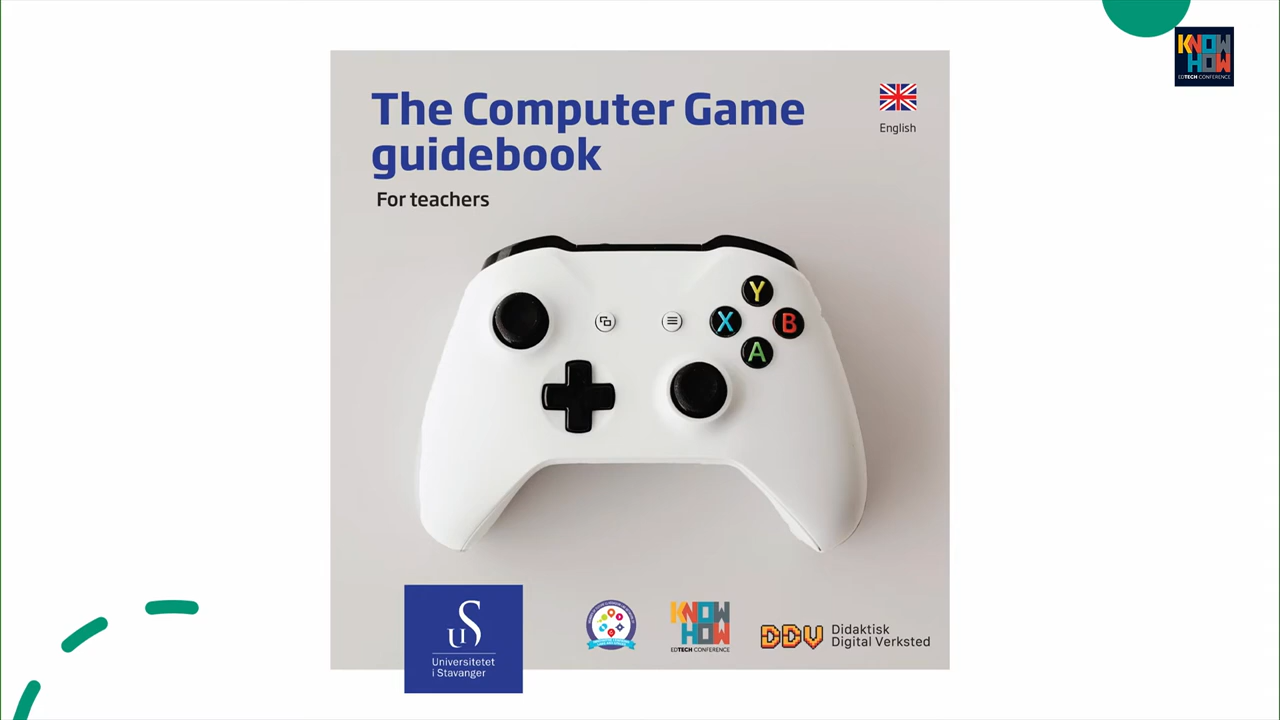 KNOW
HOW
EDTECH CONFERENCE
The Computer Game
guidebook
For teachers
English
Y
X
B
A
uS
Universitetet
i Stavanger
KNOW
HOW
EDTECH CONFERENCE
DDV
Didaktisk
Digital Verksted